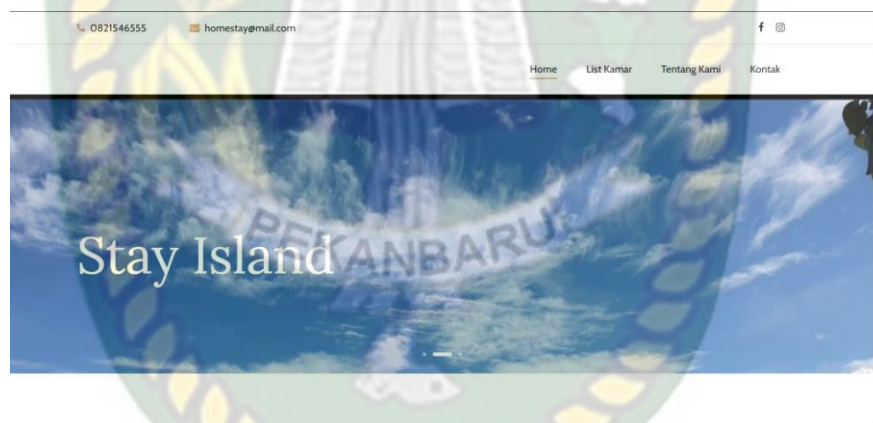 0821546555 homestay@mail.com
Home List Kamar Tentang Kami Kontak
Stay Island
PEKANBARU